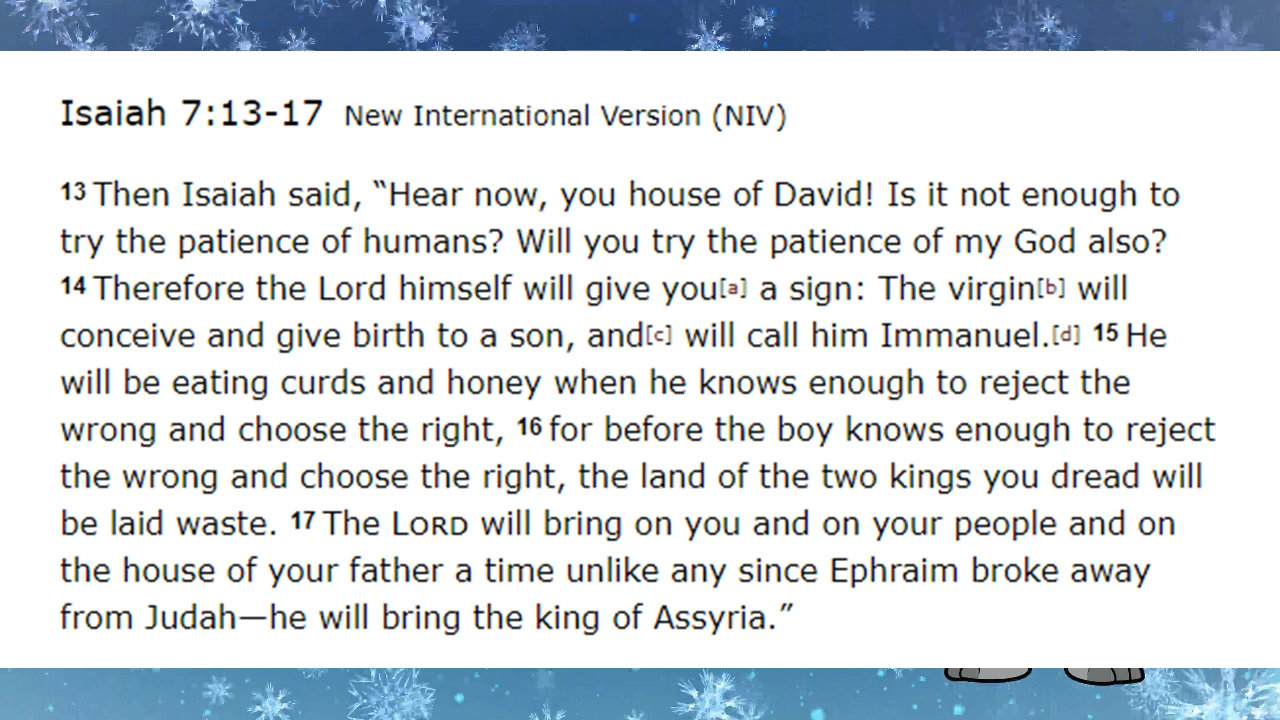 Isaiah 7:13-17 New International Version (NIV)
13 Then Isaiah said, “Hear now, you house of David! Is it not enough to
try the patience of humans? Will you try the patience of my God also?
14 Therefore the Lord himself will give you[a] a sign: The virgin[b] will
conceive and give birth to a son, and[c] will call him Immanuel.[d] 15 He
will be eating curds and honey when he knows enough to reject the
wrong and choose the right, 16 for before the boy knows enough to reject
the wrong and choose the right, the land of the two kings you dread will
be laid waste. 17 The LORD will bring on you and on your people and on
the house of your father a time unlike any since Ephraim broke away
from Judah—he will bring the king of Assyria.”